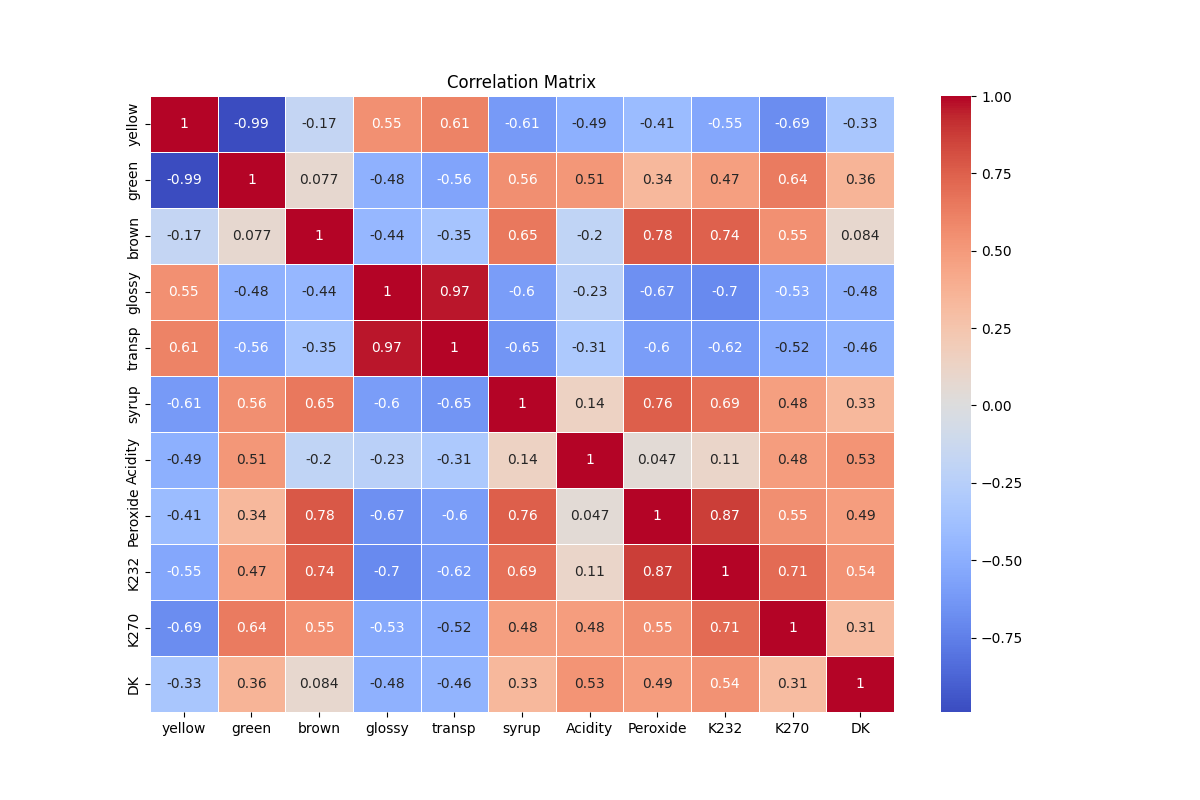 Correlation Matrix
yellow 1 -0.99 -0.17 0.55 0.61 -0.61 -0.49 -0.41 -0.55 -0.69 -0.33
green -0.99 1 0.077 -0.48 -0.56 0.56 0.51 0.34 0.47 0.64 0.36
brown -0.17 0.077 1 -0.44 -0.35 0.65 -0.2 0.78 0.74 0.55 0.084
glossy 0.55 -0.48 -0.44 1 0.97 -0.6 -0.23 -0.67 -0.7 -0.53 -0.48
transp 0.61 -0.56 -0.35 0.97 1 -0.65 -0.31 -0.6 -0.62 -0.52 -0.46
syrup -0.61 0.56 0.65 -0.6 -0.65 1 0.14 0.76 0.69 0.48 0.33
Acidity -0.49 0.51 -0.2 -0.23 -0.31 0.14 1 0.047 0.11 0.48 0.53
Peroxide -0.41 0.34 0.78 -0.67 -0.6 0.76 0.047 1 0.87 0.55 0.49
K232 -0.55 0.47 0.74 -0.7 -0.62 0.69 0.11 0.87 1 0.71 0.54
K270 -0.69 0.64 0.55 -0.53 -0.52 0.48 0.48 0.55 0.71 1 0.31
DK -0.33 0.36 0.084 -0.48 -0.46 0.33 0.53 0.49 0.54 0.31 1
yellow green brown glossy transp syrup Acidity Peroxide K232 K270 DK
1.00
0.75
0.50
0.25
0.00
−0.25
−0.50
−0.75